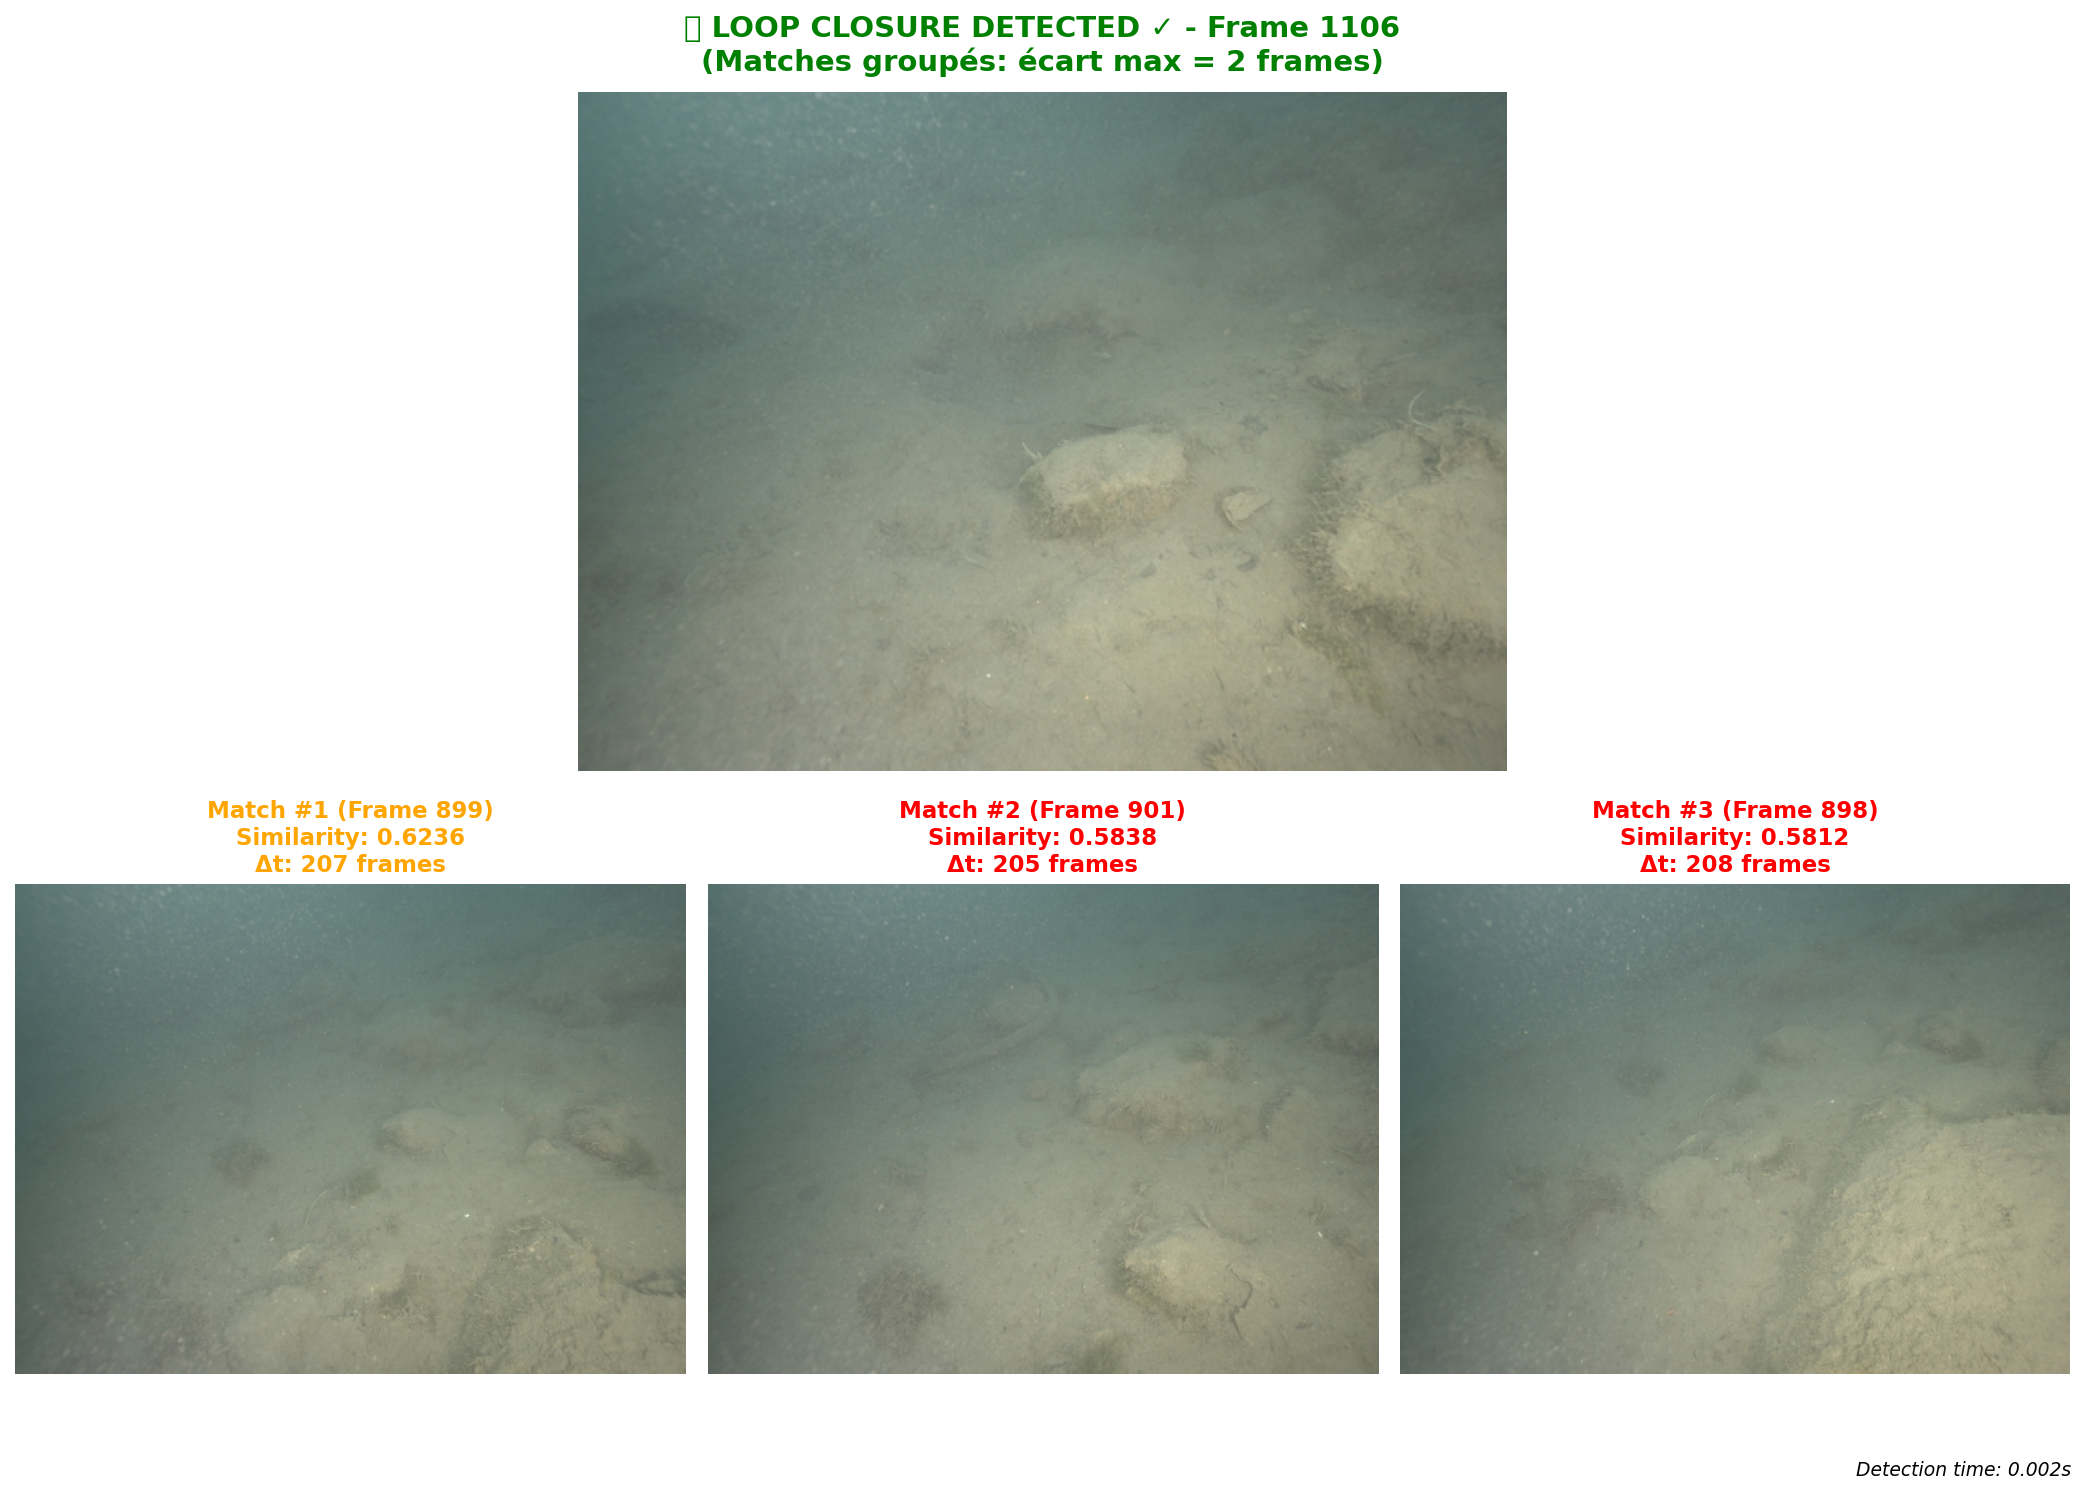 LOOP CLOSURE DETECTED ✓ - Frame 1106
(Matches groupés: écart max = 2 frames)
Match #1 (Frame 899)
Similarity: 0.6236
Δt: 207 frames
Match #2 (Frame 901)
Similarity: 0.5838
Δt: 205 frames
Match #3 (Frame 898)
Similarity: 0.5812
Δt: 208 frames
Detection time: 0.002s